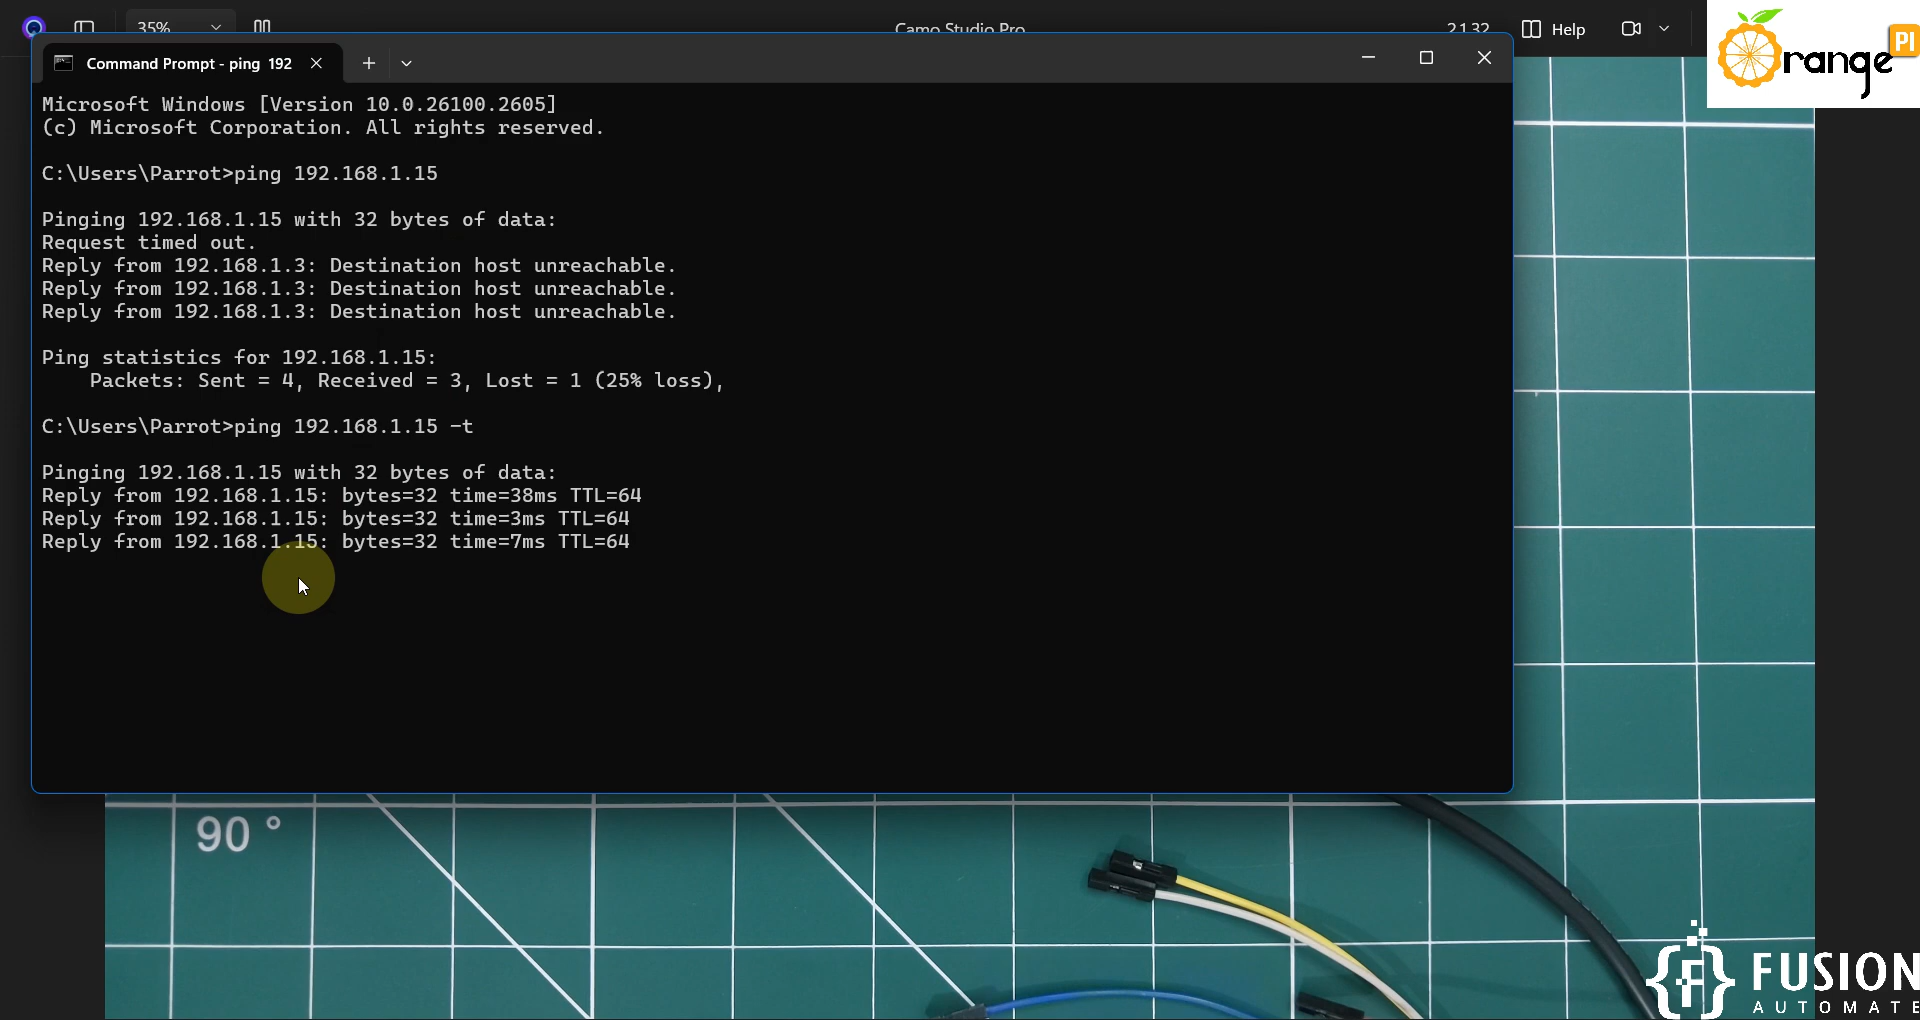 35%
Camo Studio Pro
2132
Help
Orange PI
Command Prompt - ping 192
Microsoft Windows [Version 10.0.26100.2605]
(c) Microsoft Corporation. All rights reserved.
C:\Users\Parrot>ping 192.168.1.15
Pinging 192.168.1.15 with 32 bytes of data:
Request timed out.
Reply from 192.168.1.3: Destination host unreachable.
Reply from 192.168.1.3: Destination host unreachable.
Reply from 192.168.1.3: Destination host unreachable.
Ping statistics for 192.168.1.15:
Packets: Sent = 4, Received = 3, Lost = 1 (25% loss),
C:\Users\Parrot>ping 192.168.1.15 -t
Pinging 192.168.1.15 with 32 bytes of data:
Reply from 192.168.1.15: bytes=32 time=38ms TTL=64
Reply from 192.168.1.15: bytes=32 time=3ms TTL=64
Reply from 192.168.1.15: bytes=32 time=7ms TTL=64
90°
{F} FUSION
AUTOMATE